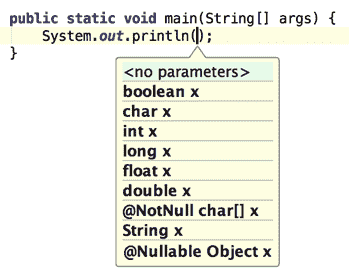 public static void main(String[] args) {
    System.out.println();
}
<no parameters>
boolean x
char x
int x
long x
float x
double x
@NotNull char[] x
String x
@Nullable Object x